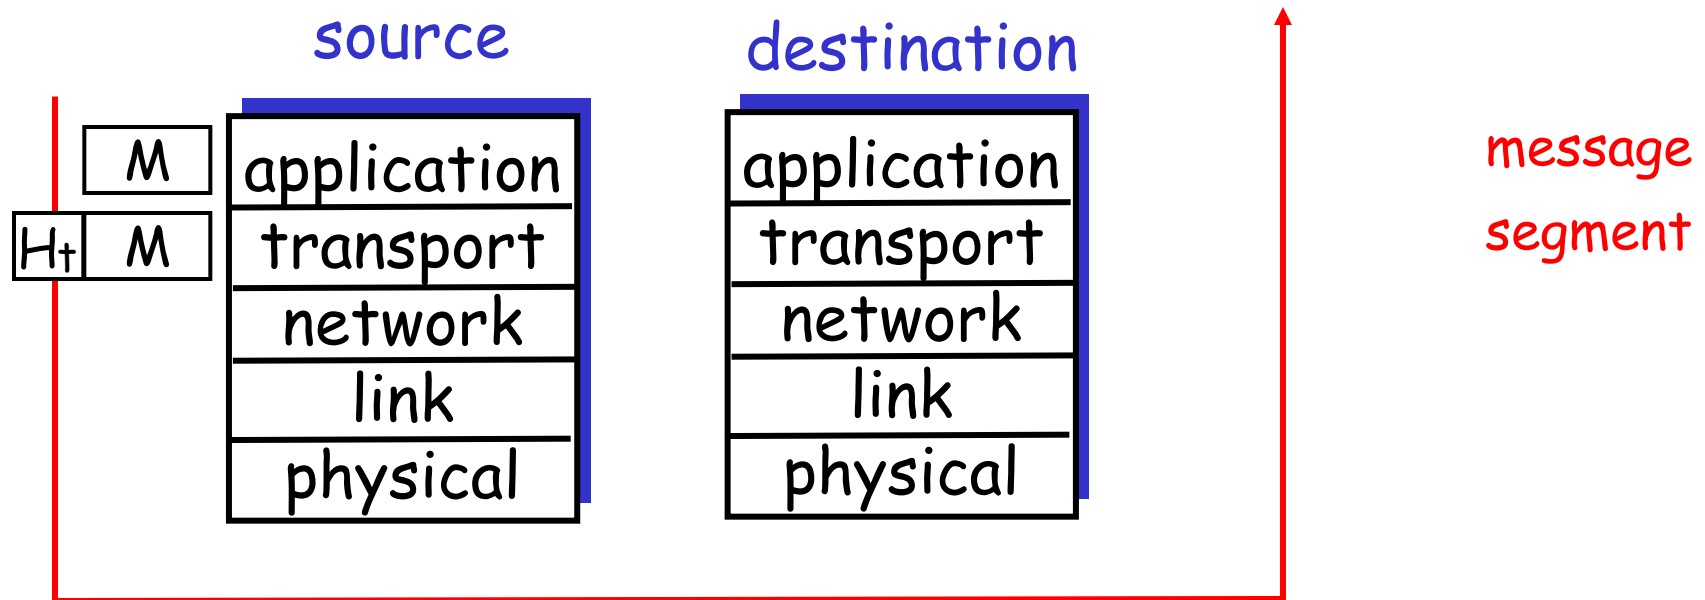 source
destination
M
application
application
message
Ht
M
transport
transport
segment
network
network
link
link
physical
physical